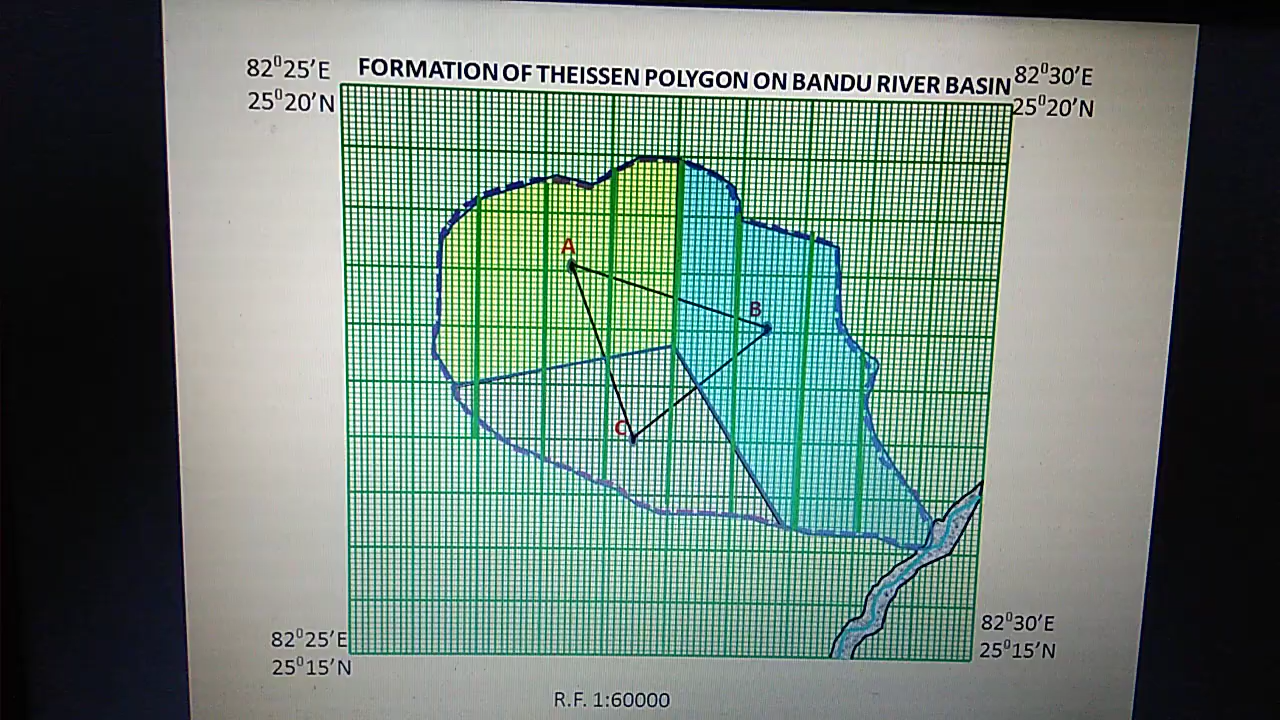 FORMATION OF THEISSEN POLYGON ON BANDU RIVER BASIN
82⁰25'E
25⁰20'N
82⁰30'E
25⁰20'N
A
B
C
82⁰25'E
25⁰15'N
82⁰30'E
25⁰15'N
R.F. 1:60000